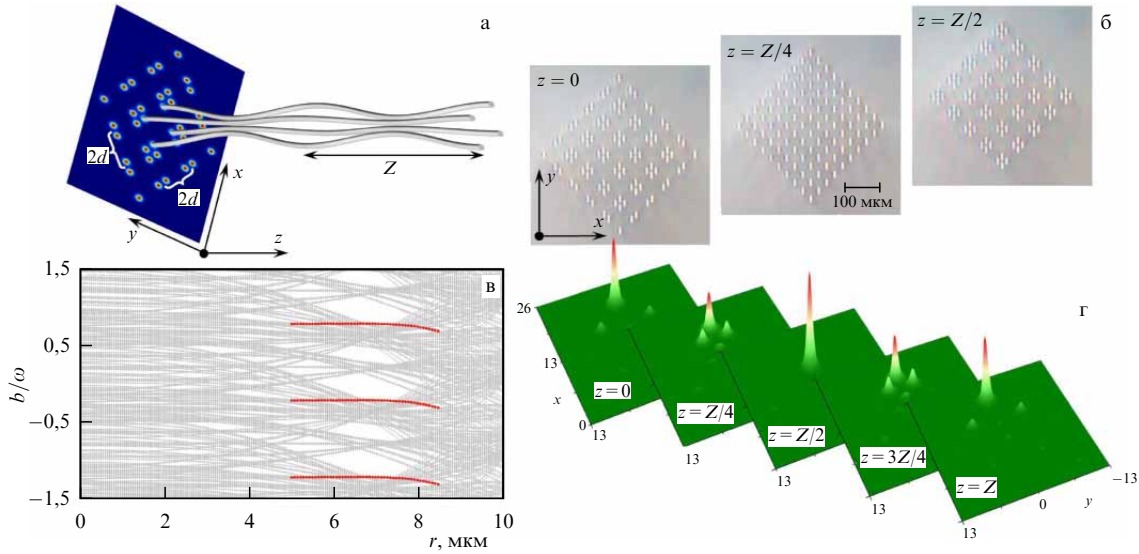 а
2d
2d
Z
x
y
z
б
z = 0
z = Z/4
z = Z/2
y
x
100 мкм
в
1,5
0,5
−0,5
−1,5
b/ω
0 2 4 6 8 10
r, мкм
г
26
13
0
x
13
13
13
13
13
z = 0
z = Z/4
z = Z/2
z = 3Z/4
z = Z
0
−13
y